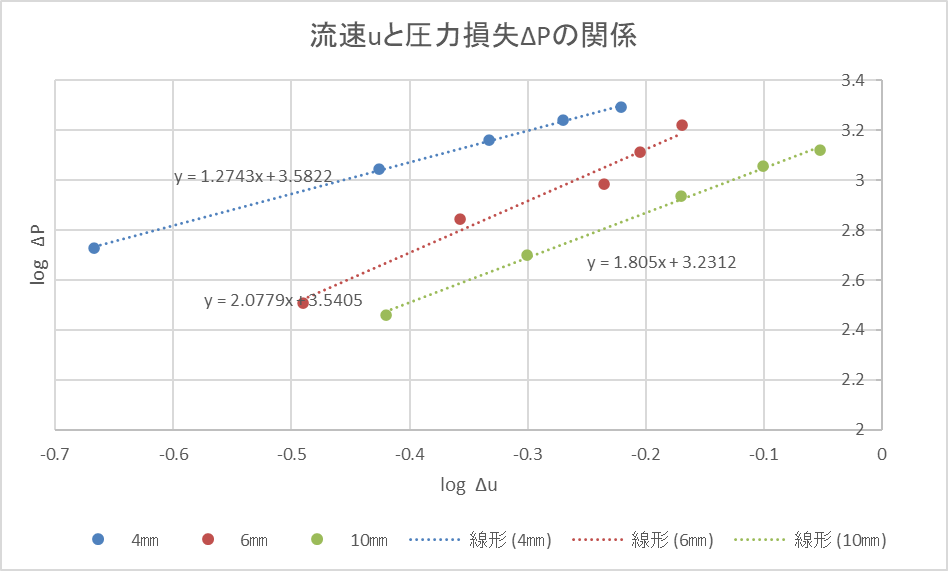 流速uと圧力損失ΔPの関係
3.4
3.2
3
2.8
2.6
2.4
2.2
2
y = 1.2743x + 3.5822
y = 1.805x + 3.2312
y = 2.0779x + 3.5405
log ΔP
-0.7 -0.6 -0.5 -0.4 -0.3 -0.2 -0.1 0
log Δu
4㎜ 6㎜ 10㎜ 線形 (4㎜) 線形 (6㎜) 線形 (10㎜)